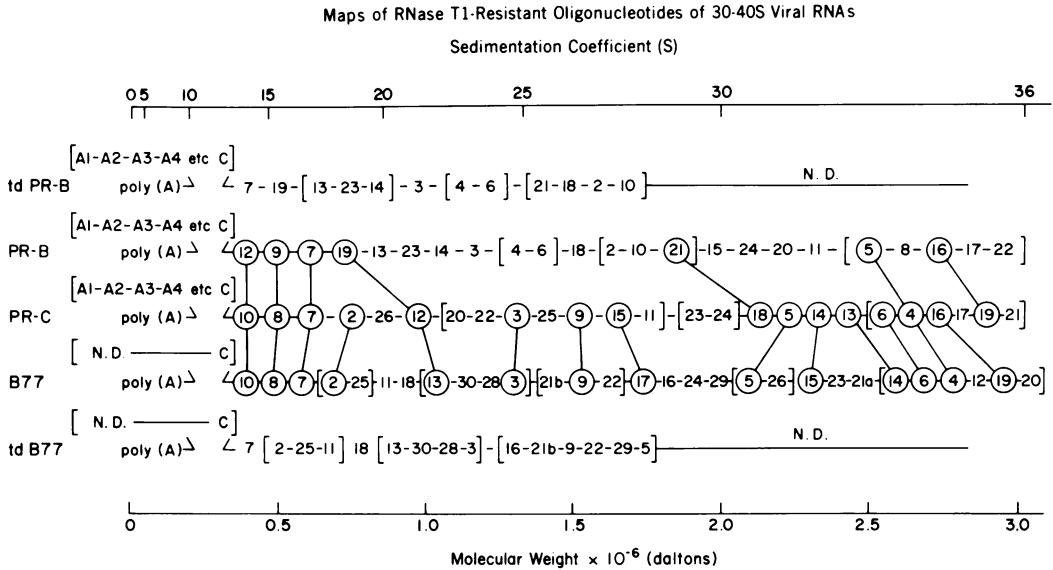 Maps of RNase T1-Resistant Oligonucleotides of 30-40S Viral RNAs
Sedimentation Coefficient (S)
0 5 10 15 20 25 30 36
[A1-A2-A3-A4 etc C]
td PR-B poly (A) 7 - 19 - [13-23-14] - 3 - [4 - 6] - [21-18-2-10] N. D.
[A1-A2-A3-A4 etc C]
PR-B poly (A) 12 - 9 - 7 - 19 -13 - 23 - 14 - 3 - [4-6] -18- [2-10- 21] -15 - 24 - 20 - 11 - [5 - 8 - 16 -17-22]
[A1-A2-A3-A4 etc C]
PR-C poly (A) 10 - 8 - 7 - 2 - 26 - 12 -[20-22- 3 - 25 - 9 - 15 -11] - [23-24] - 18 - 5 - 14 - 13 -[6 - 4 - 16 -17- 19 -21]
[N.D. C]
B77 poly (A) 10 - 8 - 7 -[2 -25] -11-18-[13 -30-28- 3]-[21b- 9 -22]- 17 -16-24-29-[5 - 26]- 15 -23-21a-[14 - 6 - 4 -12- 19 -20]
[N.D. C]
td B77 poly (A) 7 [2-25-11] 18 [13-30-28-3] - [16-21b-9-22-29-5] N. D.
0 0.5 1.0 1.5 2.0 2.5 3.0
Molecular Weight × 10⁻⁶ (daltons)